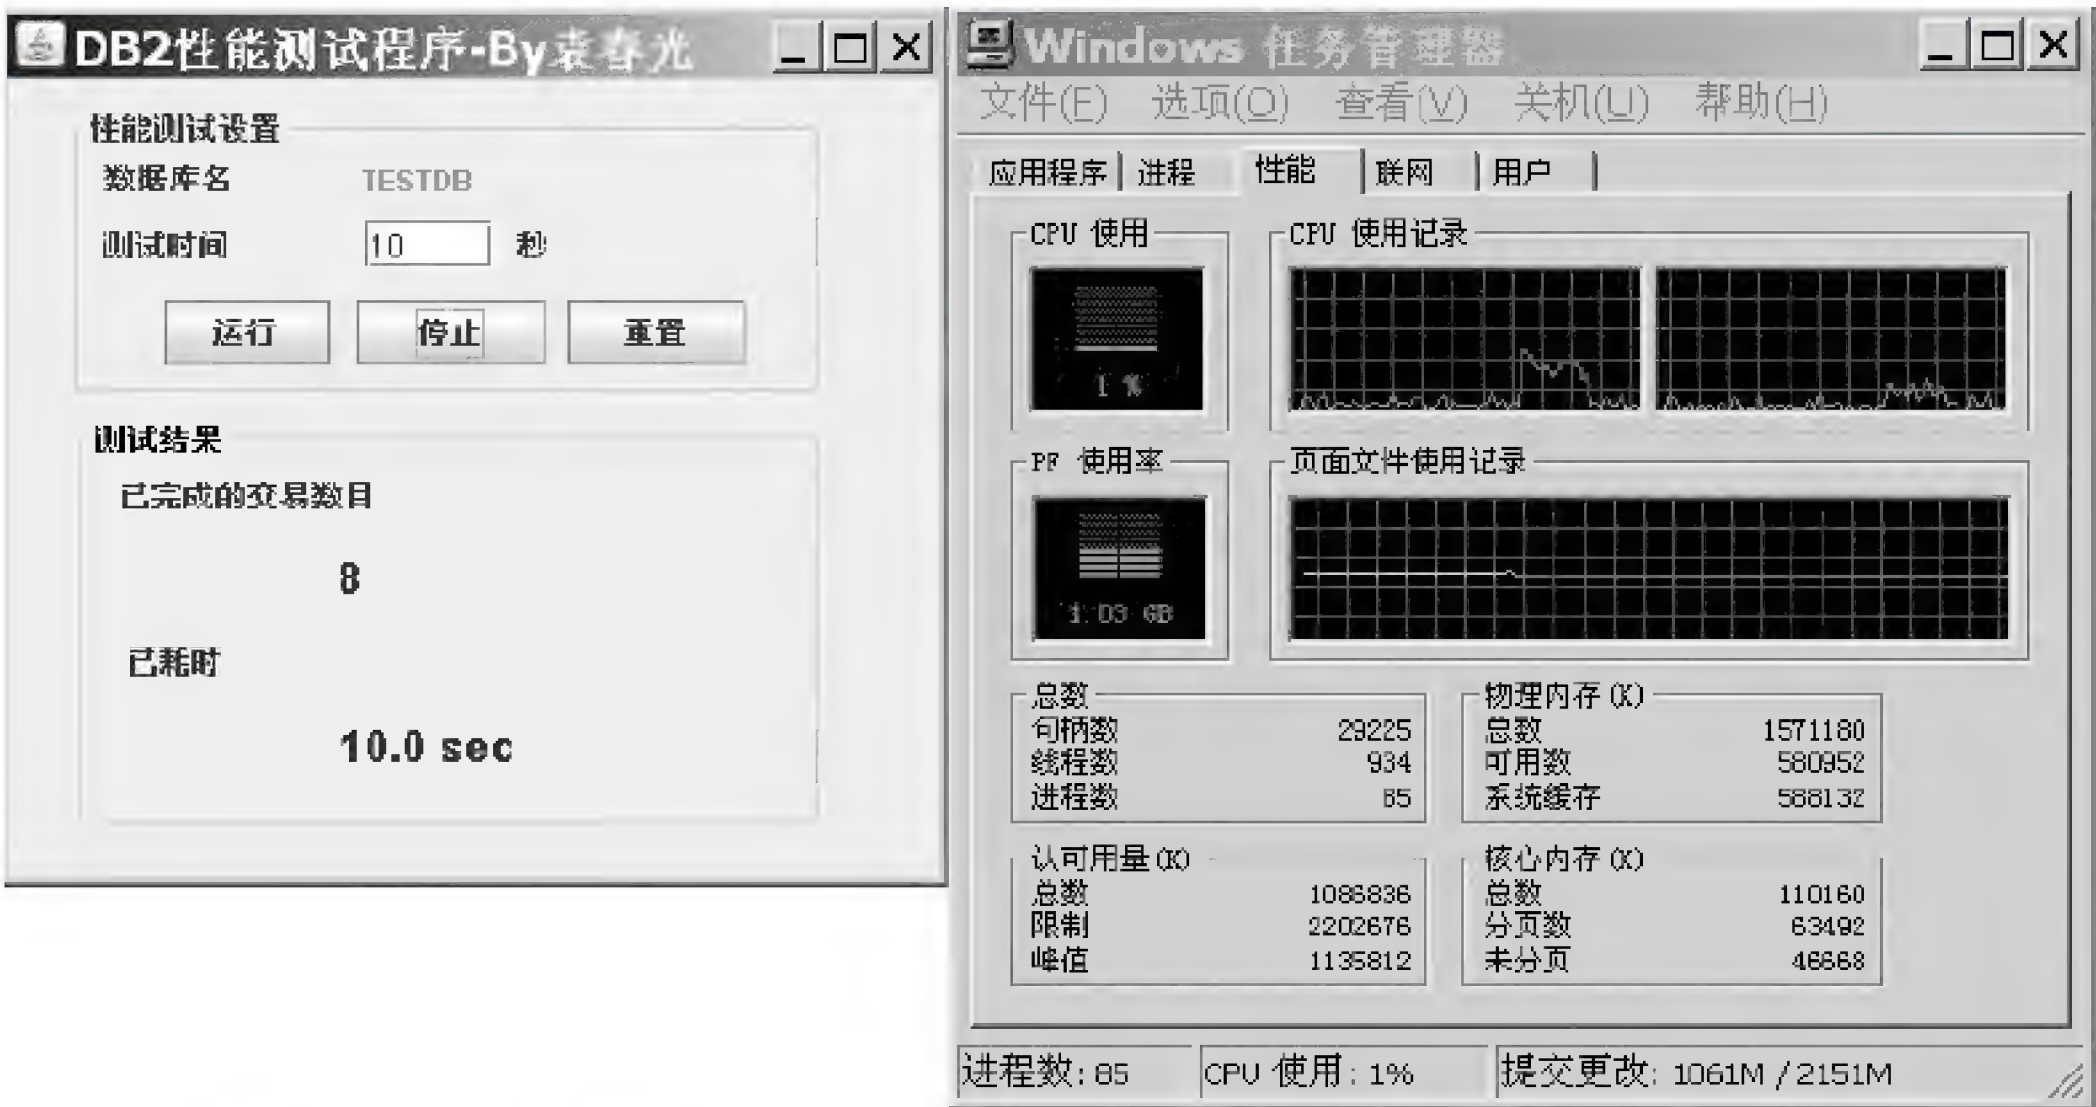 DB2性能测试程序-By袁春光
性能测试设置
数据库名 TESTDB
测试时间 10 秒
运行 停止 重置
测试结果
已完成的交易数目
8
已耗时
10.0 sec
Windows 任务管理器
文件(F) 选项(O) 查看(V) 关机(U) 帮助(H)
应用程序 进程 性能 联网 用户
CPU 使用 CPU 使用记录
1 %
PF 使用率 页面文件使用记录
1.03 GB
总数
句柄数 29225
线程数 934
进程数 85
物理内存(K)
总数 1571180
可用数 580952
系统缓存 588132
认可用量(K)
总数 1086836
限制 2202676
峰值 1135812
核心内存(K)
总数 110160
分页数 63492
未分页 46668
进程数: 85 CPU 使用: 1% 提交更改: 1061M / 2151M